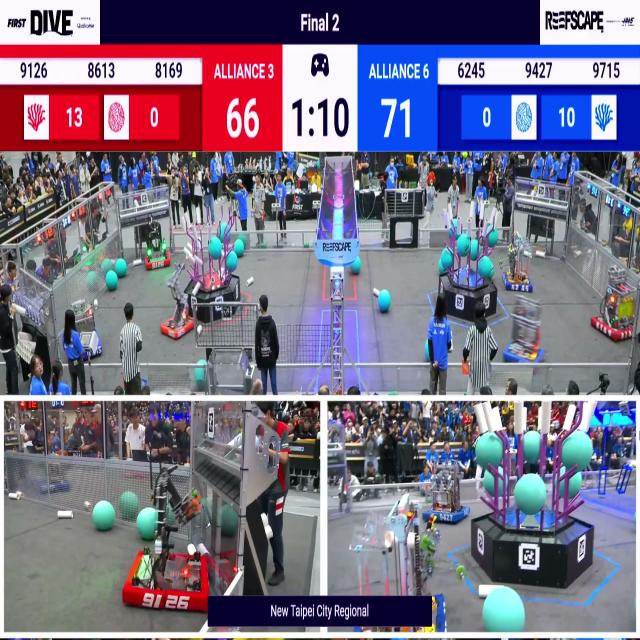 FIRST DIVE
Final 2
REEFSCAPE
9126 8613 8169
ALLIANCE 3
ALLIANCE 6
6245 9427 9715
13 0
66
1:10
71
0 10
REEFSCAPE
9126
9427
New Taipei City Regional